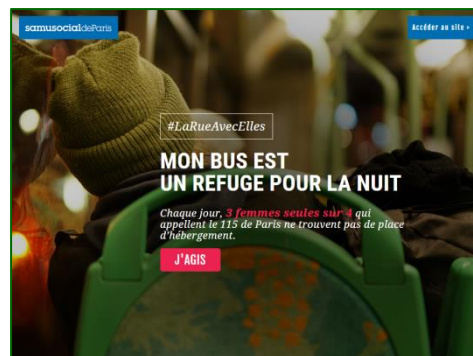 samusocialdeParis
Accéder au site ›
#LaRueAvecElles
MON BUS EST
UN REFUGE POUR LA NUIT
Chaque jour, 3 femmes seules sur 4 qui
appellent le 115 de Paris ne trouvent pas de place
d'hébergement.
J'AGIS